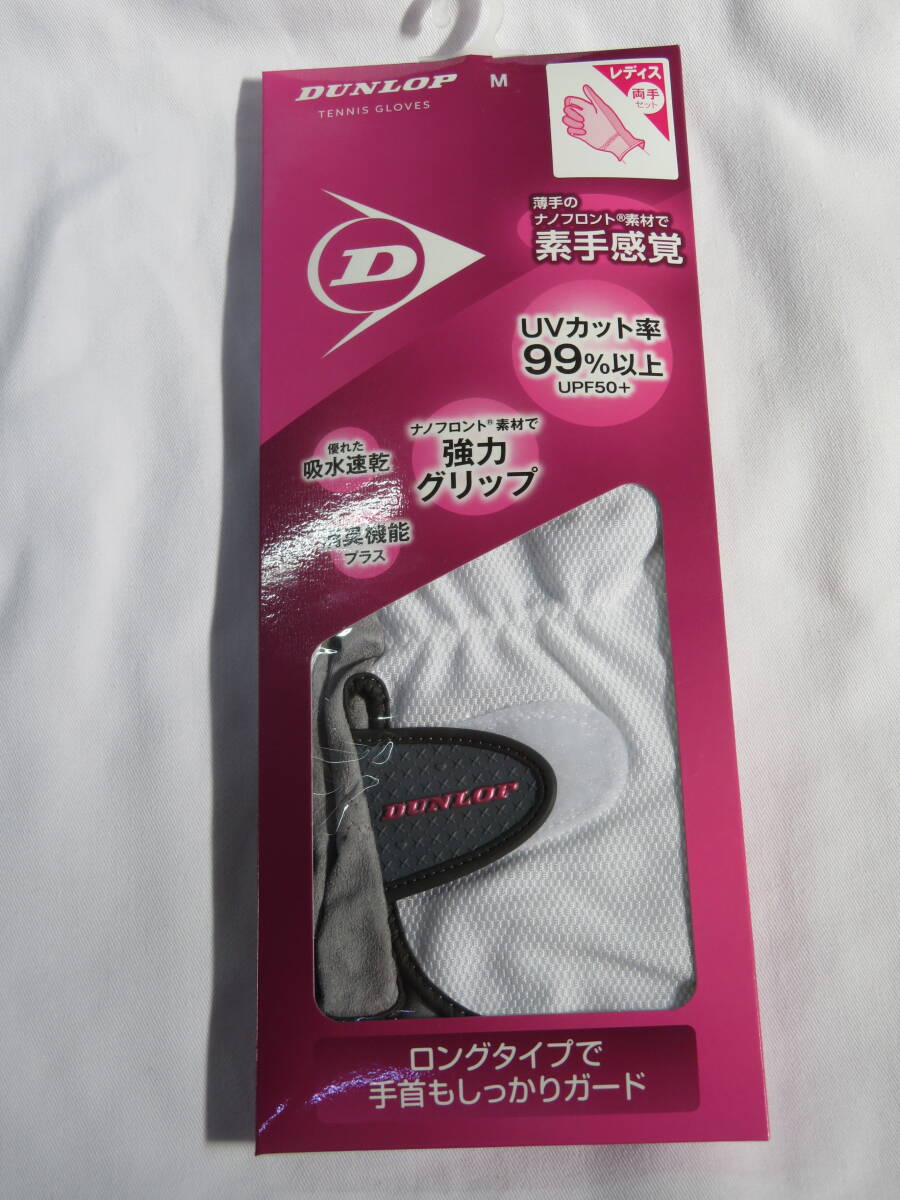 DUNLOP
TENNIS GLOVES
M
レディス
両手
セット
D
薄手の
ナノフロント®素材で
素手感覚
UVカット率
99%以上
UPF50+
ナノフロント®素材で
強力
グリップ
優れた
吸水速乾
消臭機能
プラス
DUNLOP
ロングタイプで
手首もしっかりガード